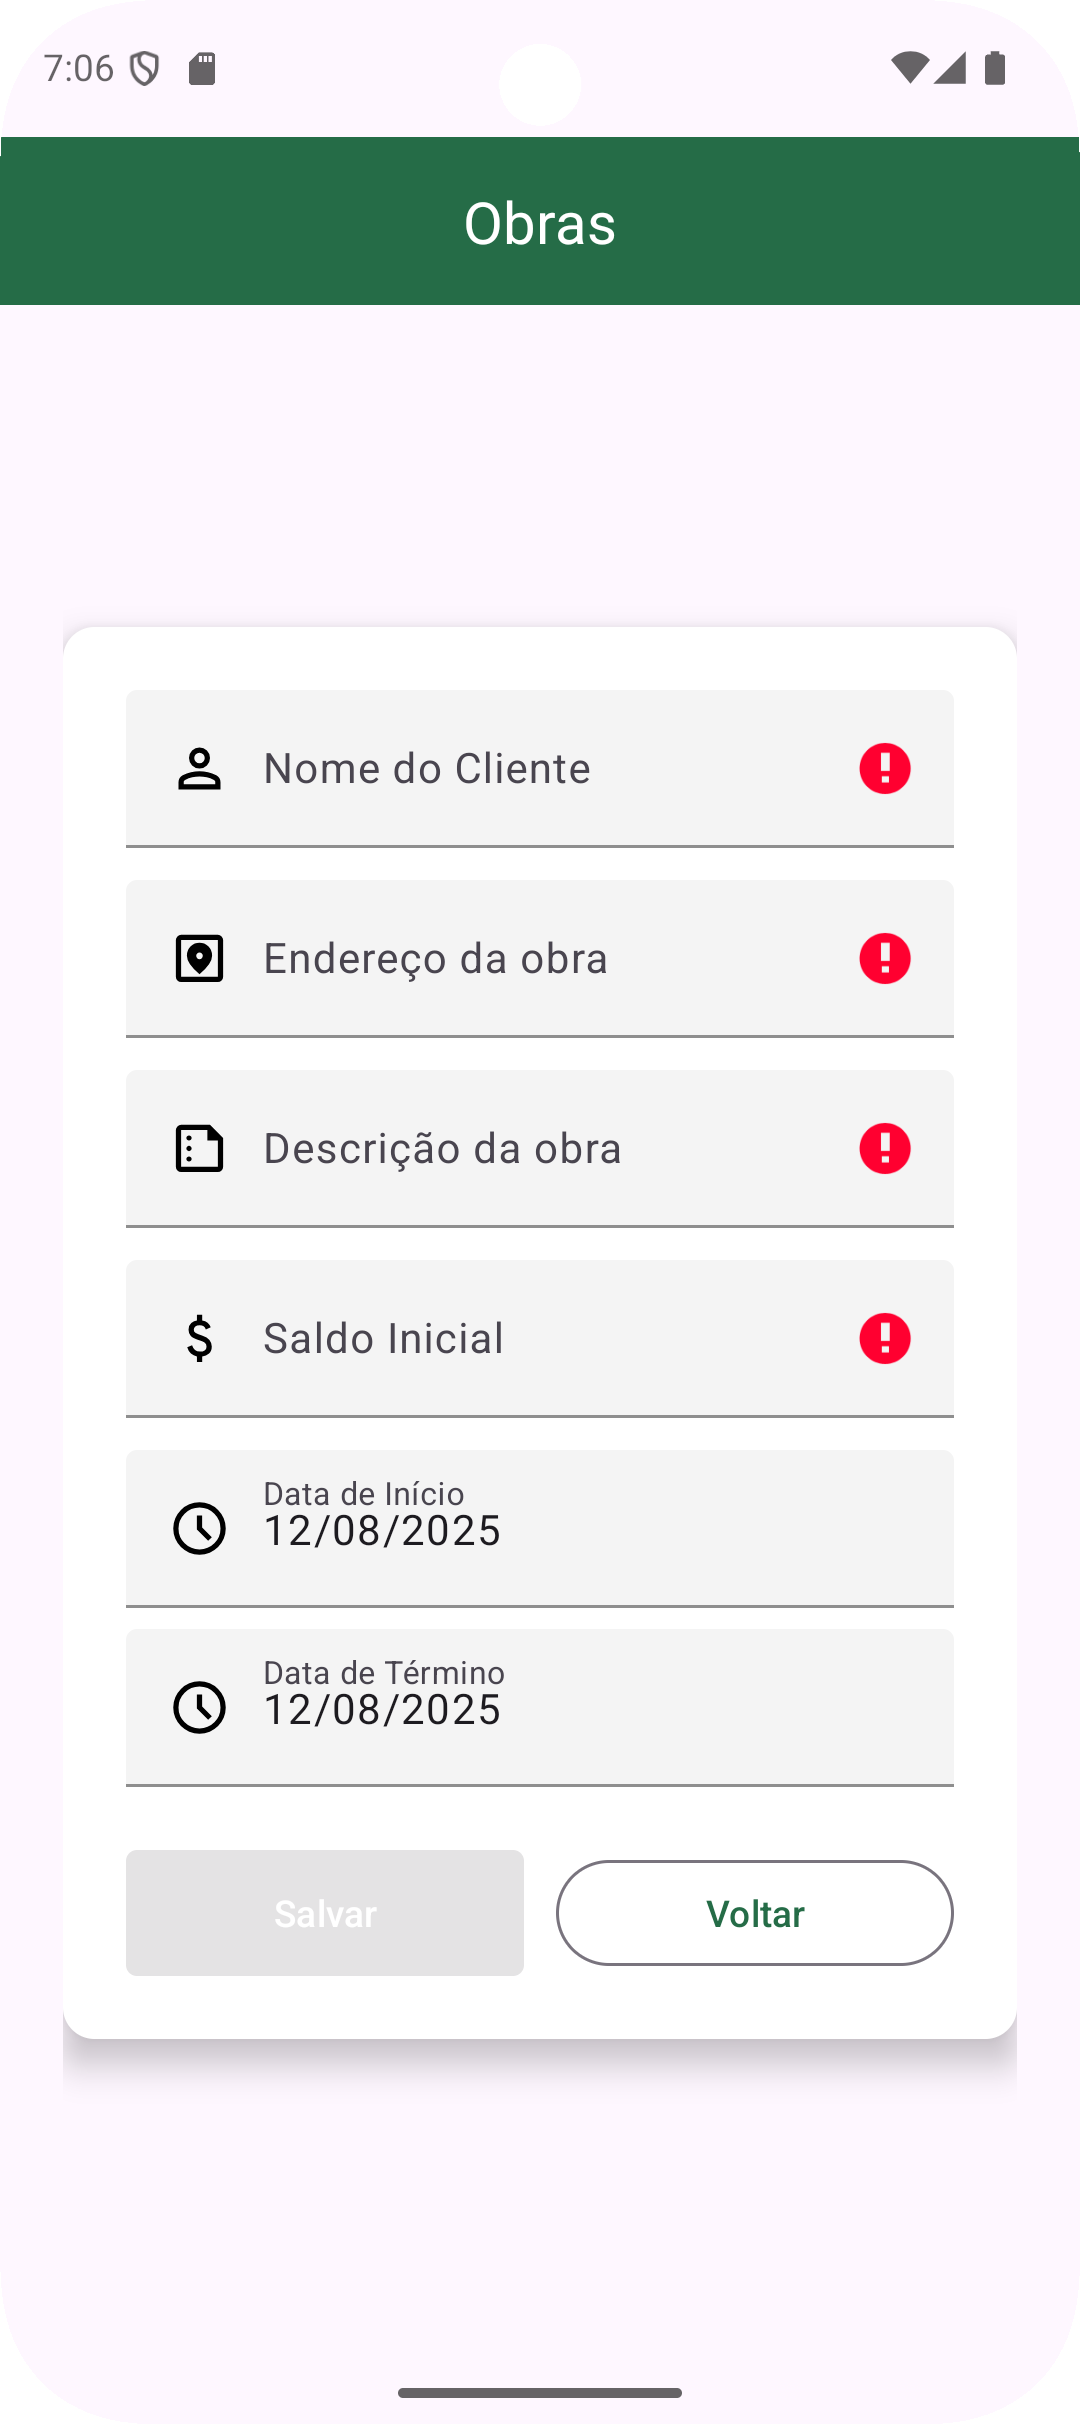 7:06
Obras
Nome do Cliente
Endereço da obra
Descrição da obra
Saldo Inicial
Data de Início
12/08/2025
Data de Término
12/08/2025
Salvar
Voltar